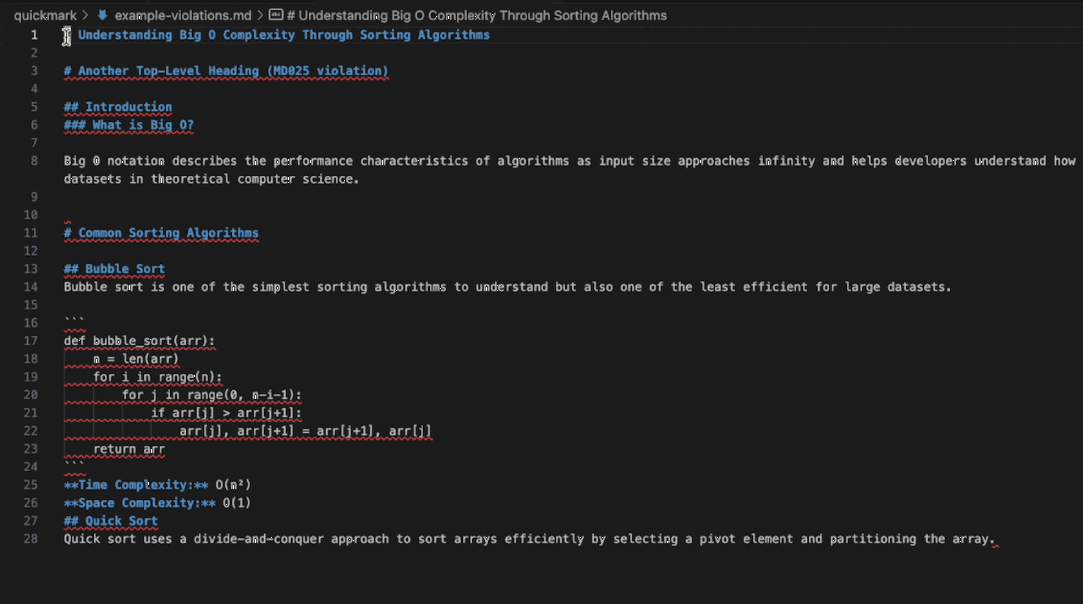 quickmark > example-violations.md > # Understanding Big O Complexity Through Sorting Algorithms
1 # Understanding Big O Complexity Through Sorting Algorithms
2
3 # Another Top-Level Heading (MD025 violation)
4
5 ## Introduction
6 ### What is Big O?
7
8 Big O notation describes the performance characteristics of algorithms as input size approaches infinity and helps developers understand how
datasets in theoretical computer science.
9
10
11 # Common Sorting Algorithms
12
13 ## Bubble Sort
14 Bubble sort is one of the simplest sorting algorithms to understand but also one of the least efficient for large datasets.
15
16 ```
17 def bubble_sort(arr):
18     n = len(arr)
19     for i in range(n):
20         for j in range(0, n-i-1):
21             if arr[j] > arr[j+1]:
22                 arr[j], arr[j+1] = arr[j+1], arr[j]
23     return arr
24 ```
25 **Time Complexity:** O(n²)
26 **Space Complexity:** O(1)
27 ## Quick Sort
28 Quick sort uses a divide-and-conquer approach to sort arrays efficiently by selecting a pivot element and partitioning the array.